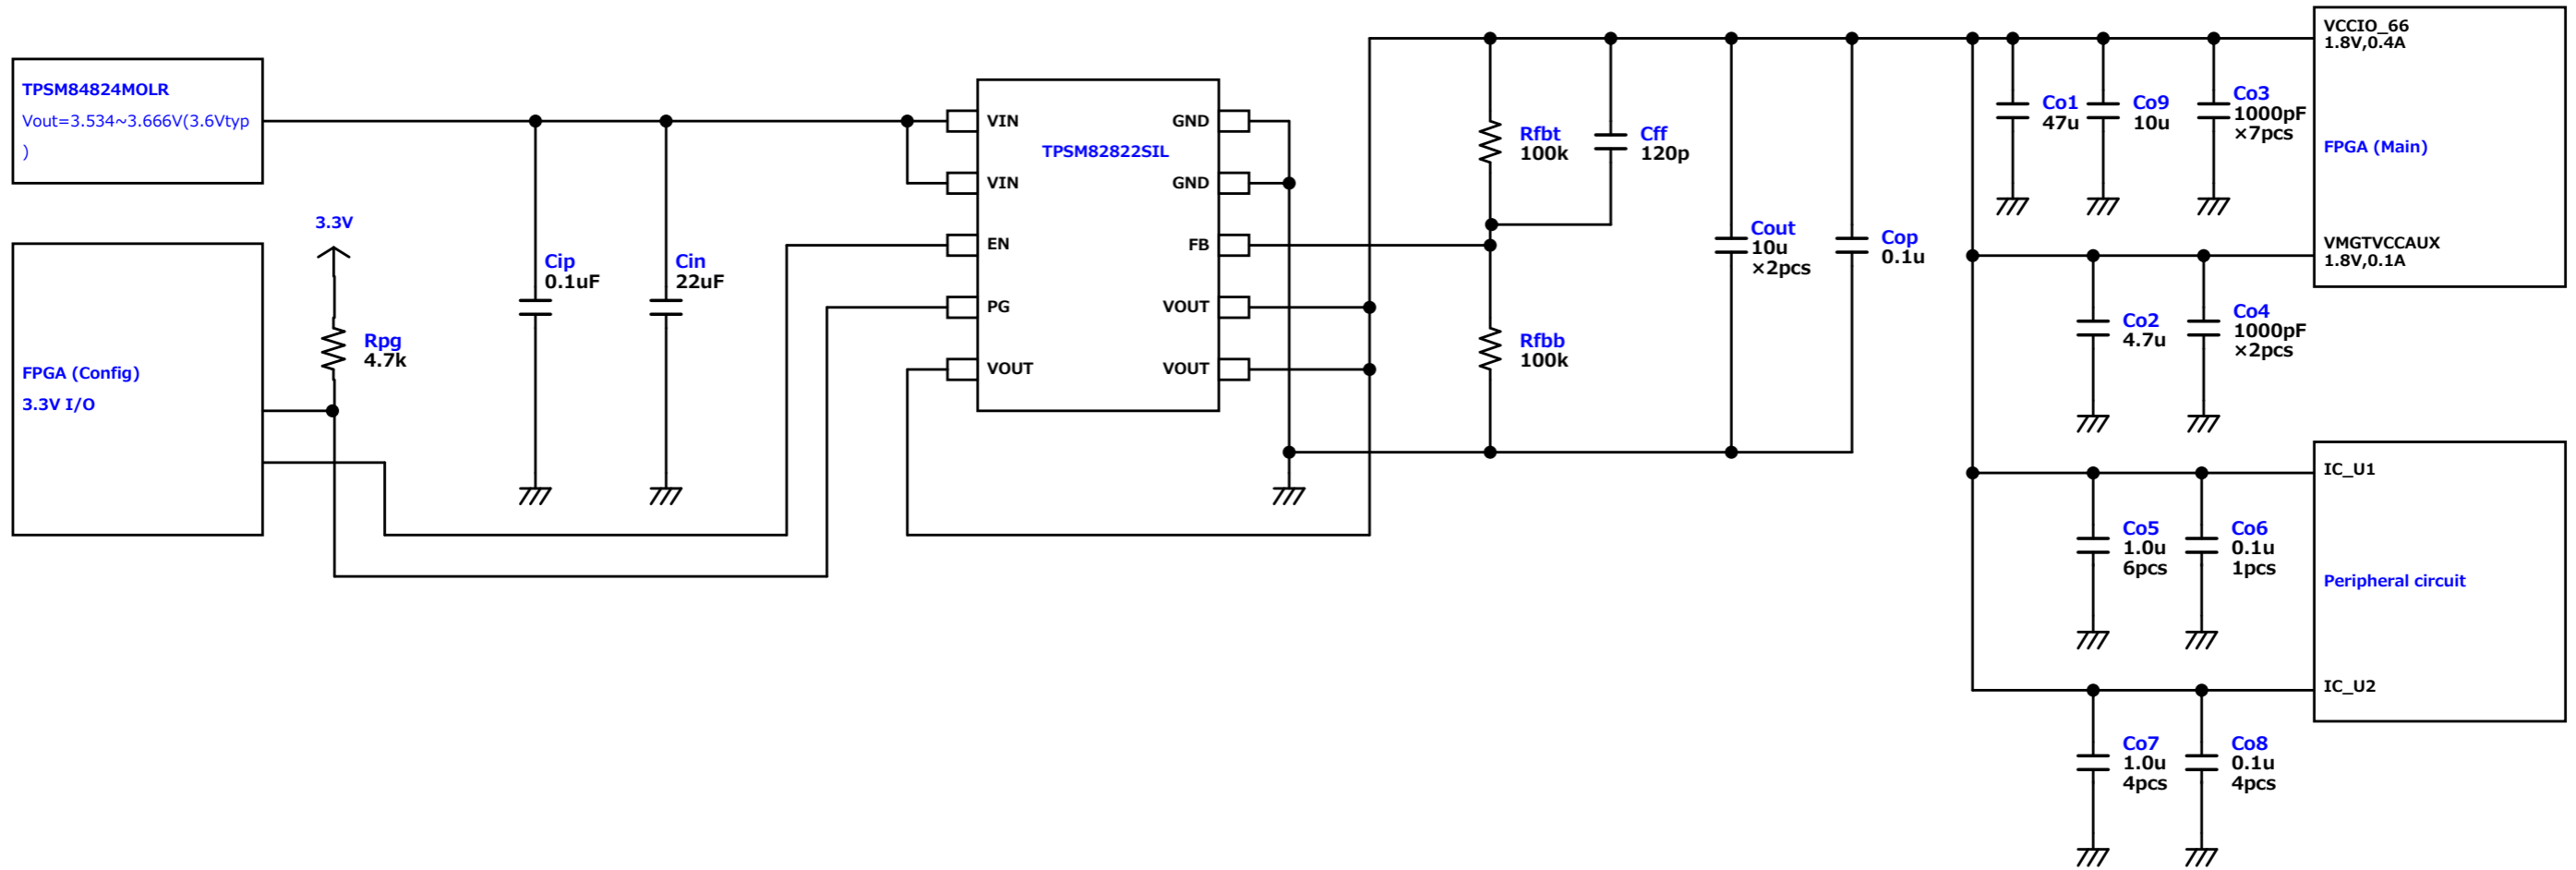 TPSM84824MOLR
Vout=3.534~3.666V(3.6Vtyp
)
FPGA (Config)
3.3V I/O
3.3V
Rpg
4.7k
Cip
0.1uF
Cin
22uF
VIN
VIN
EN
PG
VOUT
TPSM82822SIL
GND
GND
FB
VOUT
VOUT
Rfbt
100k
Cff
120p
Rfbb
100k
Cout
10u
×2pcs
Cop
0.1u
Co1
47u
Co9
10u
Co3
1000pF
×7pcs
VCCIO_66
1.8V,0.4A
FPGA (Main)
VMGTVCCAUX
1.8V,0.1A
Co2
4.7u
Co4
1000pF
×2pcs
IC_U1
Co5
1.0u
6pcs
Co6
0.1u
1pcs
Peripheral circuit
IC_U2
Co7
1.0u
4pcs
Co8
0.1u
4pcs